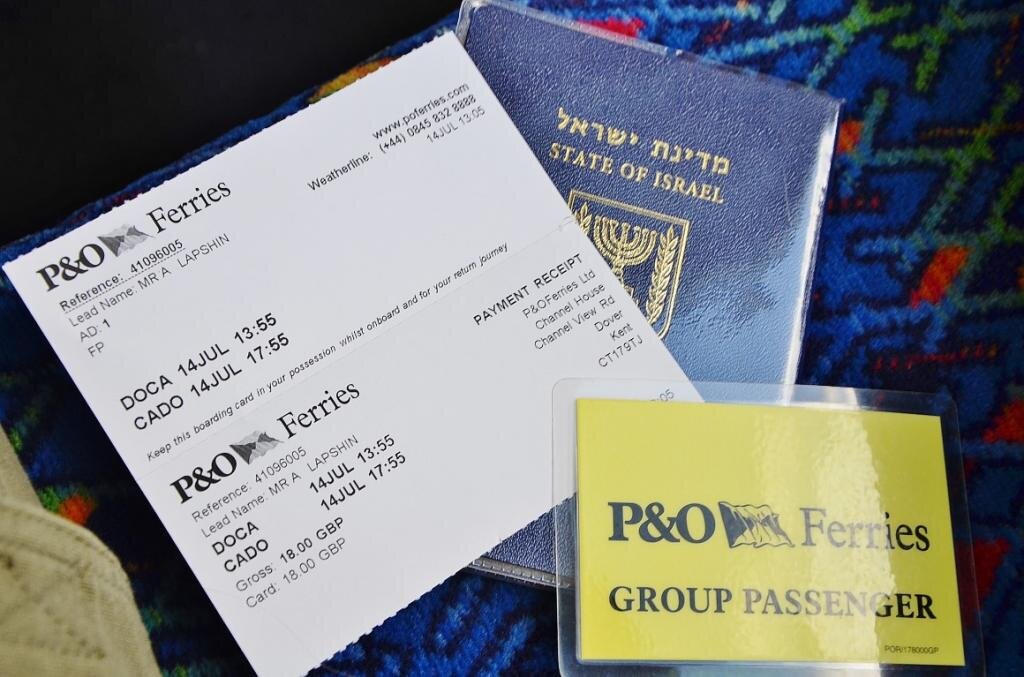 www.poferries.com
Weatherline: (+44) 0845 832 8888
14JUL 13:05
P&O Ferries
Reference: 41096005
Lead Name: MR A LAPSHIN
AD: 1
FP
DOCA 14JUL 13:55
CADO 14JUL 17:55
Keep this boarding card in your possession whilst onboard and for your return journey
P&O Ferries
PAYMENT RECEIPT
P&OFerries Ltd
Channel House
Channel View Rd
Dover
Kent
CT179TJ
Reference: 41096005
Lead Name: MR A LAPSHIN
DOCA 14JUL 13:55
CADO 14JUL 17:55
Gross: 18.00 GBP
Card: 18.00 GBP
מדינת ישראל
STATE OF ISRAEL
P&O Ferries
GROUP PASSENGER
POR/178000GP